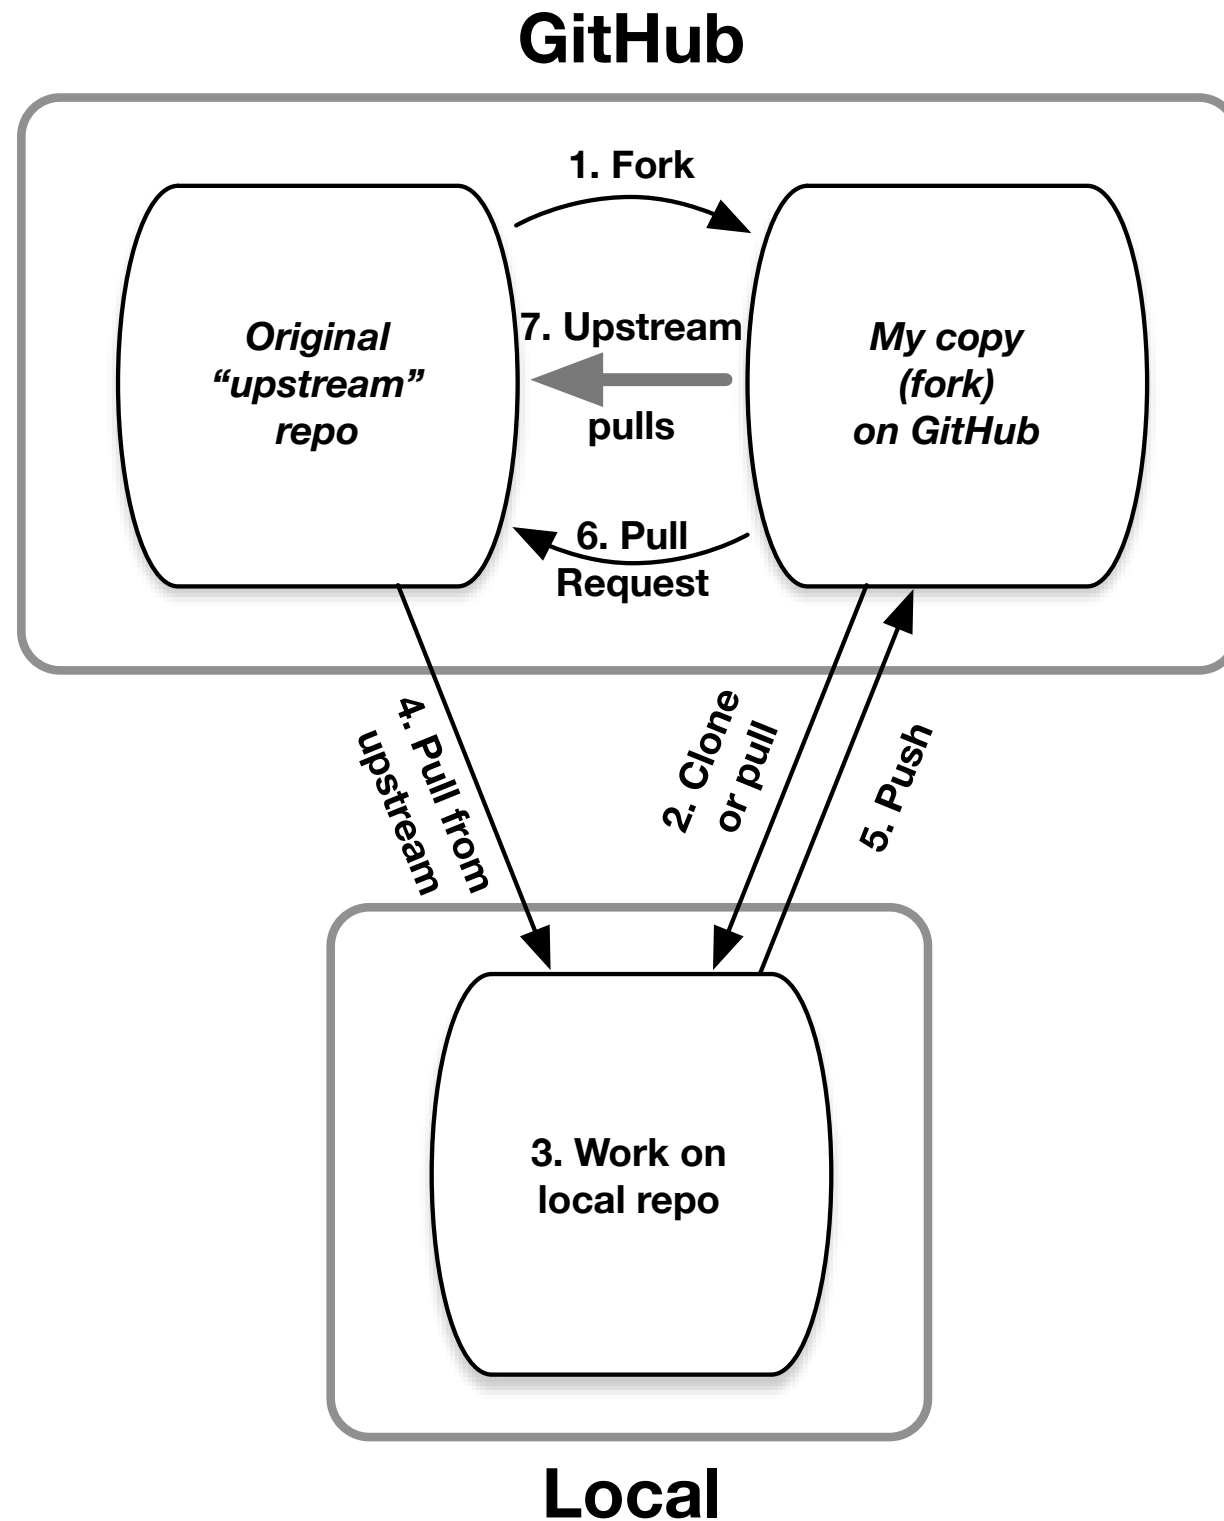 GitHub
1. Fork
Original
“upstream”
repo
7. Upstream
pulls
My copy
(fork)
on GitHub
6. Pull
Request
4. Pull from
upstream
2. Clone
or pull
5. Push
3. Work on
local repo
Local